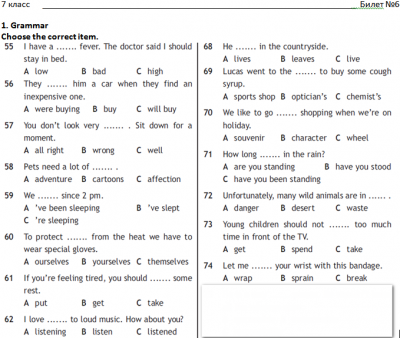 7 класс Билет №6
1. Grammar
Choose the correct item.
55 I have a ....... fever. The doctor said I should
stay in bed.
A low B bad C high
56 They ....... him a car when they find an
inexpensive one.
A were buying B buy C will buy
57 You don't look very ....... . Sit down for a
moment.
A all right B wrong C well
58 Pets need a lot of ....... .
A adventure B cartoons C affection
59 We ....... since 2 pm.
A 've been sleeping B 've slept
C 're sleeping
60 To protect ....... from the heat we have to
wear special gloves.
A ourselves B yourselves C themselves
61 If you're feeling tired, you should ....... some
rest.
A put B get C take
62 I love ....... to loud music. How about you?
A listening B listen C listened
68 He ....... in the countryside.
A lives B leaves C live
69 Lucas went to the ....... to buy some cough
syrup.
A sports shop B optician's C chemist's
70 We like to go ....... shopping when we're on
holiday.
A souvenir B character C wheel
71 How long ....... in the rain?
A are you standing B have you stood
C have you been standing
72 Unfortunately, many wild animals are in ...... .
A danger B desert C waste
73 Young children should not ....... too much
time in front of the TV.
A get B spend C take
74 Let me ....... your wrist with this bandage.
A wrap B sprain C break